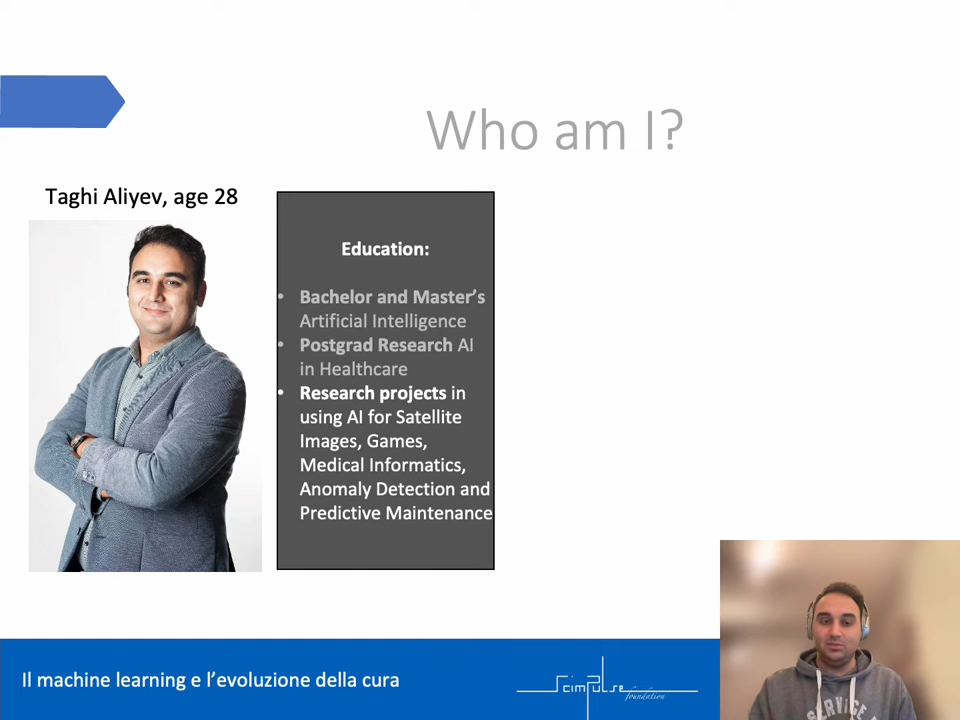 Who am I?
Taghi Aliyev, age 28
Education:
• Bachelor and Master's
Artificial Intelligence
• Postgrad Research AI
in Healthcare
• Research projects in
using AI for Satellite
Images, Games,
Medical Informatics,
Anomaly Detection and
Predictive Maintenance
Il machine learning e l'evoluzione della cura
ScimPulse
foundation